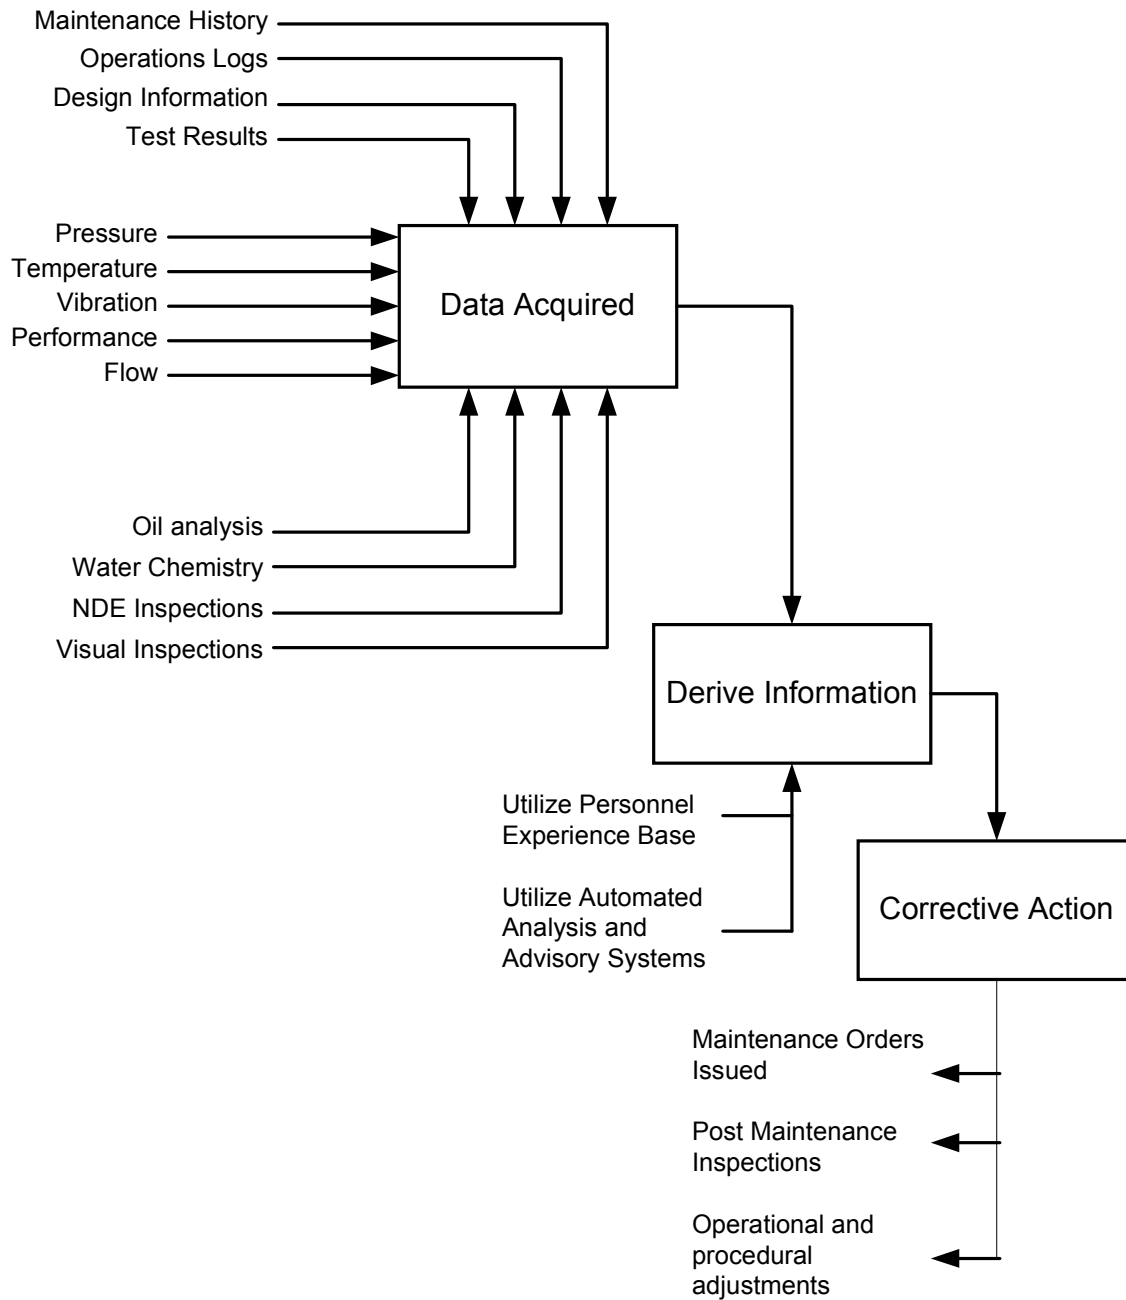 Maintenance History
Operations Logs
Design Information
Test Results
Pressure
Temperature
Vibration
Performance
Flow
Data Acquired
Oil analysis
Water Chemistry
NDE Inspections
Visual Inspections
Derive Information
Utilize Personnel
Experience Base
Utilize Automated
Analysis and
Advisory Systems
Corrective Action
Maintenance Orders
Issued
Post Maintenance
Inspections
Operational and
procedural
adjustments